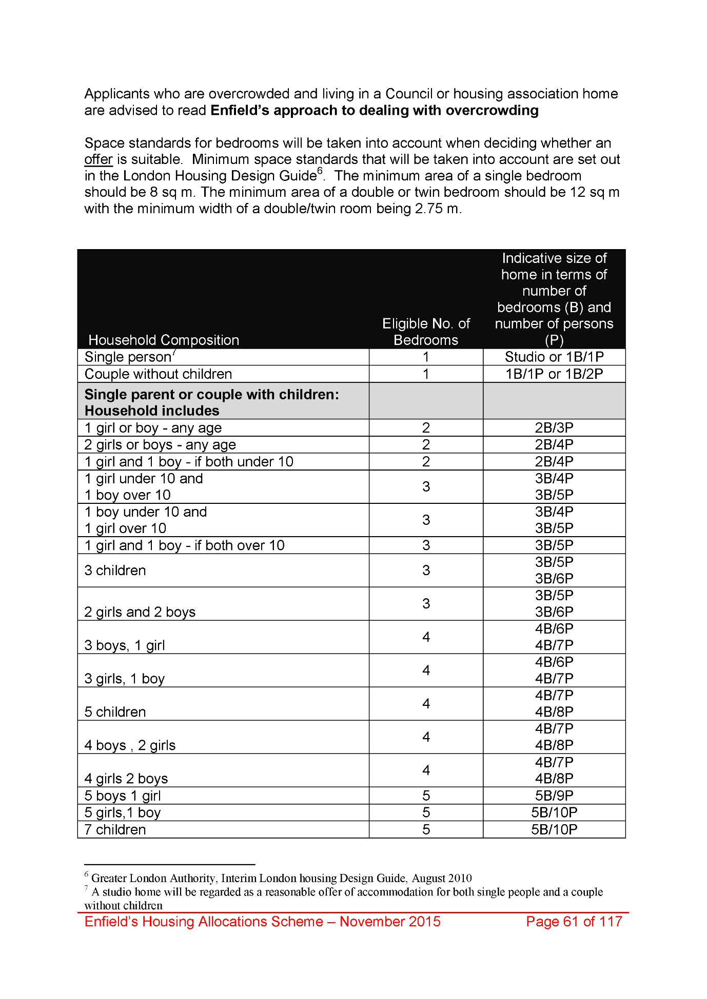 Applicants who are overcrowded and living in a Council or housing association home
are advised to read Enfield's approach to dealing with overcrowding
Space standards for bedrooms will be taken into account when deciding whether an
offer is suitable.  Minimum space standards that will be taken into account are set out
in the London Housing Design Guide6.  The minimum area of a single bedroom
should be 8 sq m. The minimum area of a double or twin bedroom should be 12 sq m
with the minimum width of a double/twin room being 2.75 m.
Household Composition
Eligible No. of
Bedrooms
Indicative size of
home in terms of
number of
bedrooms (B) and
number of persons
(P)
Single person7 1 Studio or 1B/1P
Couple without children 1 1B/1P or 1B/2P
Single parent or couple with children:
Household includes
1 girl or boy - any age 2 2B/3P
2 girls or boys - any age 2 2B/4P
1 girl and 1 boy - if both under 10 2 2B/4P
1 girl under 10 and
1 boy over 10
3
3B/4P
3B/5P
1 boy under 10 and
1 girl over 10
3
3B/4P
3B/5P
1 girl and 1 boy - if both over 10 3 3B/5P
3 children
3
3B/5P
3B/6P
2 girls and 2 boys
3
3B/5P
3B/6P
3 boys, 1 girl
4
4B/6P
4B/7P
3 girls, 1 boy
4
4B/6P
4B/7P
5 children
4
4B/7P
4B/8P
4 boys , 2 girls
4
4B/7P
4B/8P
4 girls 2 boys
4
4B/7P
4B/8P
5 boys 1 girl 5 5B/9P
5 girls,1 boy 5 5B/10P
7 children 5 5B/10P
6 Greater London Authority, Interim London housing Design Guide, August 2010
7 A studio home will be regarded as a reasonable offer of accommodation for both single people and a couple
without children
Enfield's Housing Allocations Scheme – November 2015 Page 61 of 117